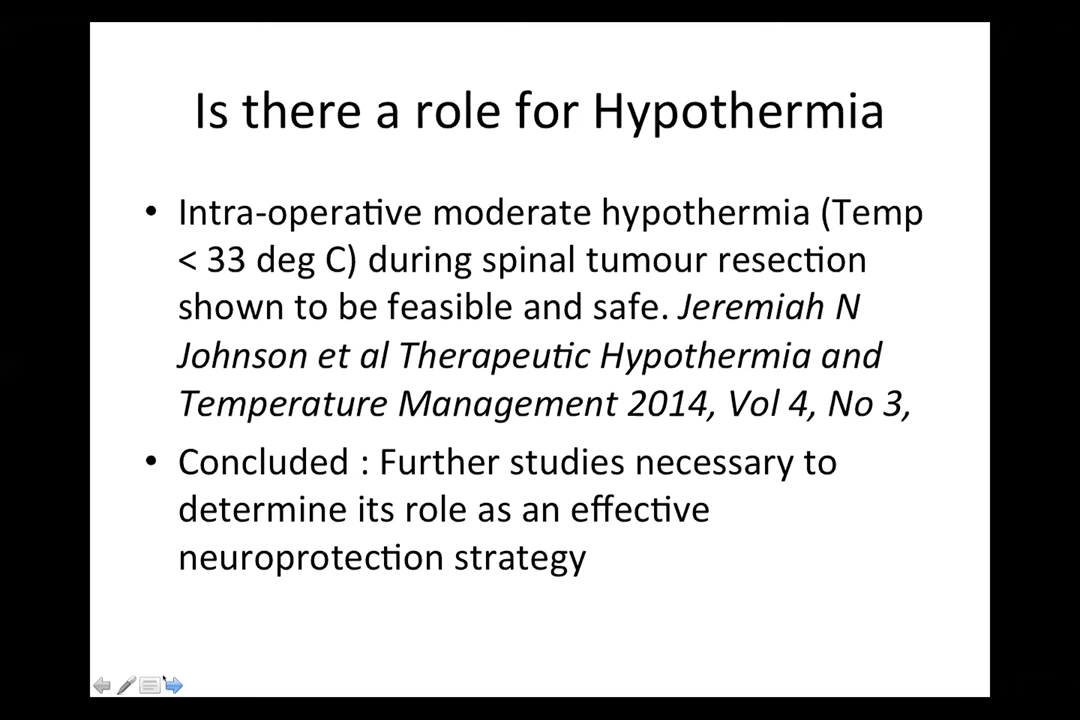 Is there a role for Hypothermia
• Intra-operative moderate hypothermia (Temp
< 33 deg C) during spinal tumour resection
shown to be feasible and safe. Jeremiah N
Johnson et al Therapeutic Hypothermia and
Temperature Management 2014, Vol 4, No 3,
• Concluded : Further studies necessary to
determine its role as an effective
neuroprotection strategy